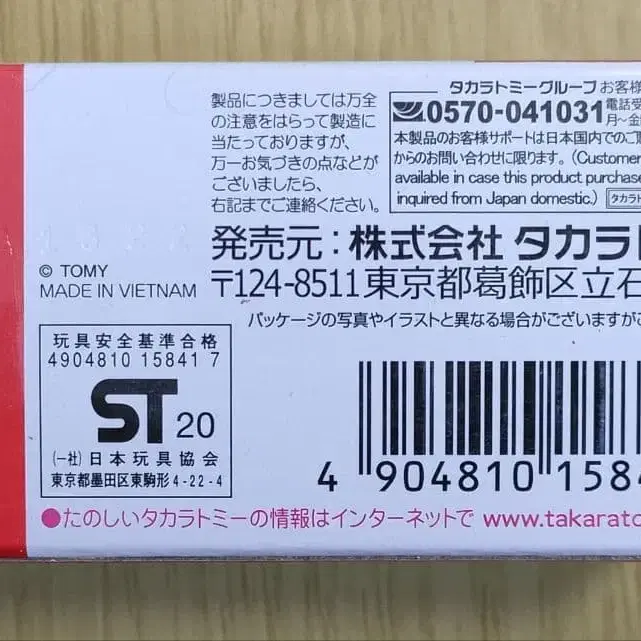 製品につきましては万全
の注意をはらって製造に
当たっておりますが、
万一お気づきの点などが
ございましたら、
右記までご連絡ください。
タカラトミーグループ お客様
0570-041031 電話受
月～金
本製品のお客様サポートは日本国内でのご
からのお問い合わせに限ります。(Customer
available in case this product purchase
inquired from Japan domestic.) タカラト
© TOMY
MADE IN VIETNAM
発売元：株式会社 タカラト
〒124-8511東京都葛飾区立石
パッケージの写真やイラストと異なる場合がございますがご
玩具安全基準合格
4904810 15841 7
ST 20
(一社)日本玩具協会
東京都墨田区東駒形4-22-4
4 904810 1584
●たのしいタカラトミーの情報はインターネットで www.takarato